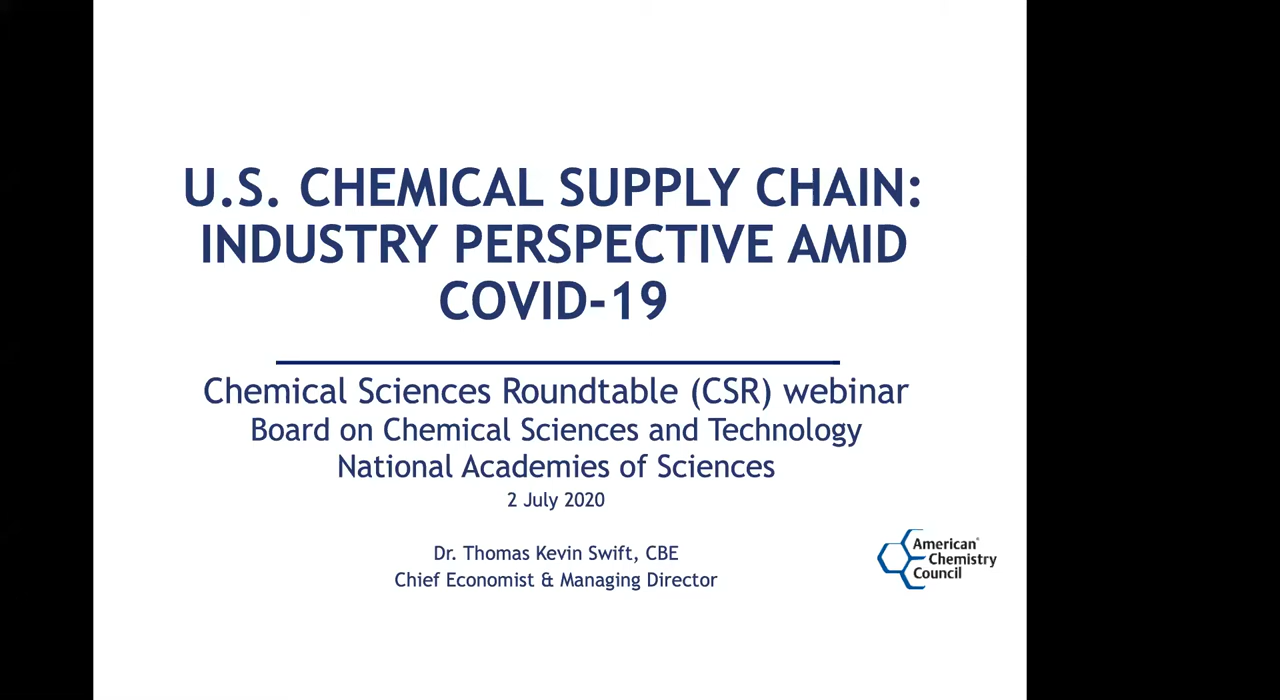 U.S. CHEMICAL SUPPLY CHAIN:
INDUSTRY PERSPECTIVE AMID
COVID-19
Chemical Sciences Roundtable (CSR) webinar
Board on Chemical Sciences and Technology
National Academies of Sciences
2 July 2020
Dr. Thomas Kevin Swift, CBE
Chief Economist & Managing Director
American®
Chemistry
Council